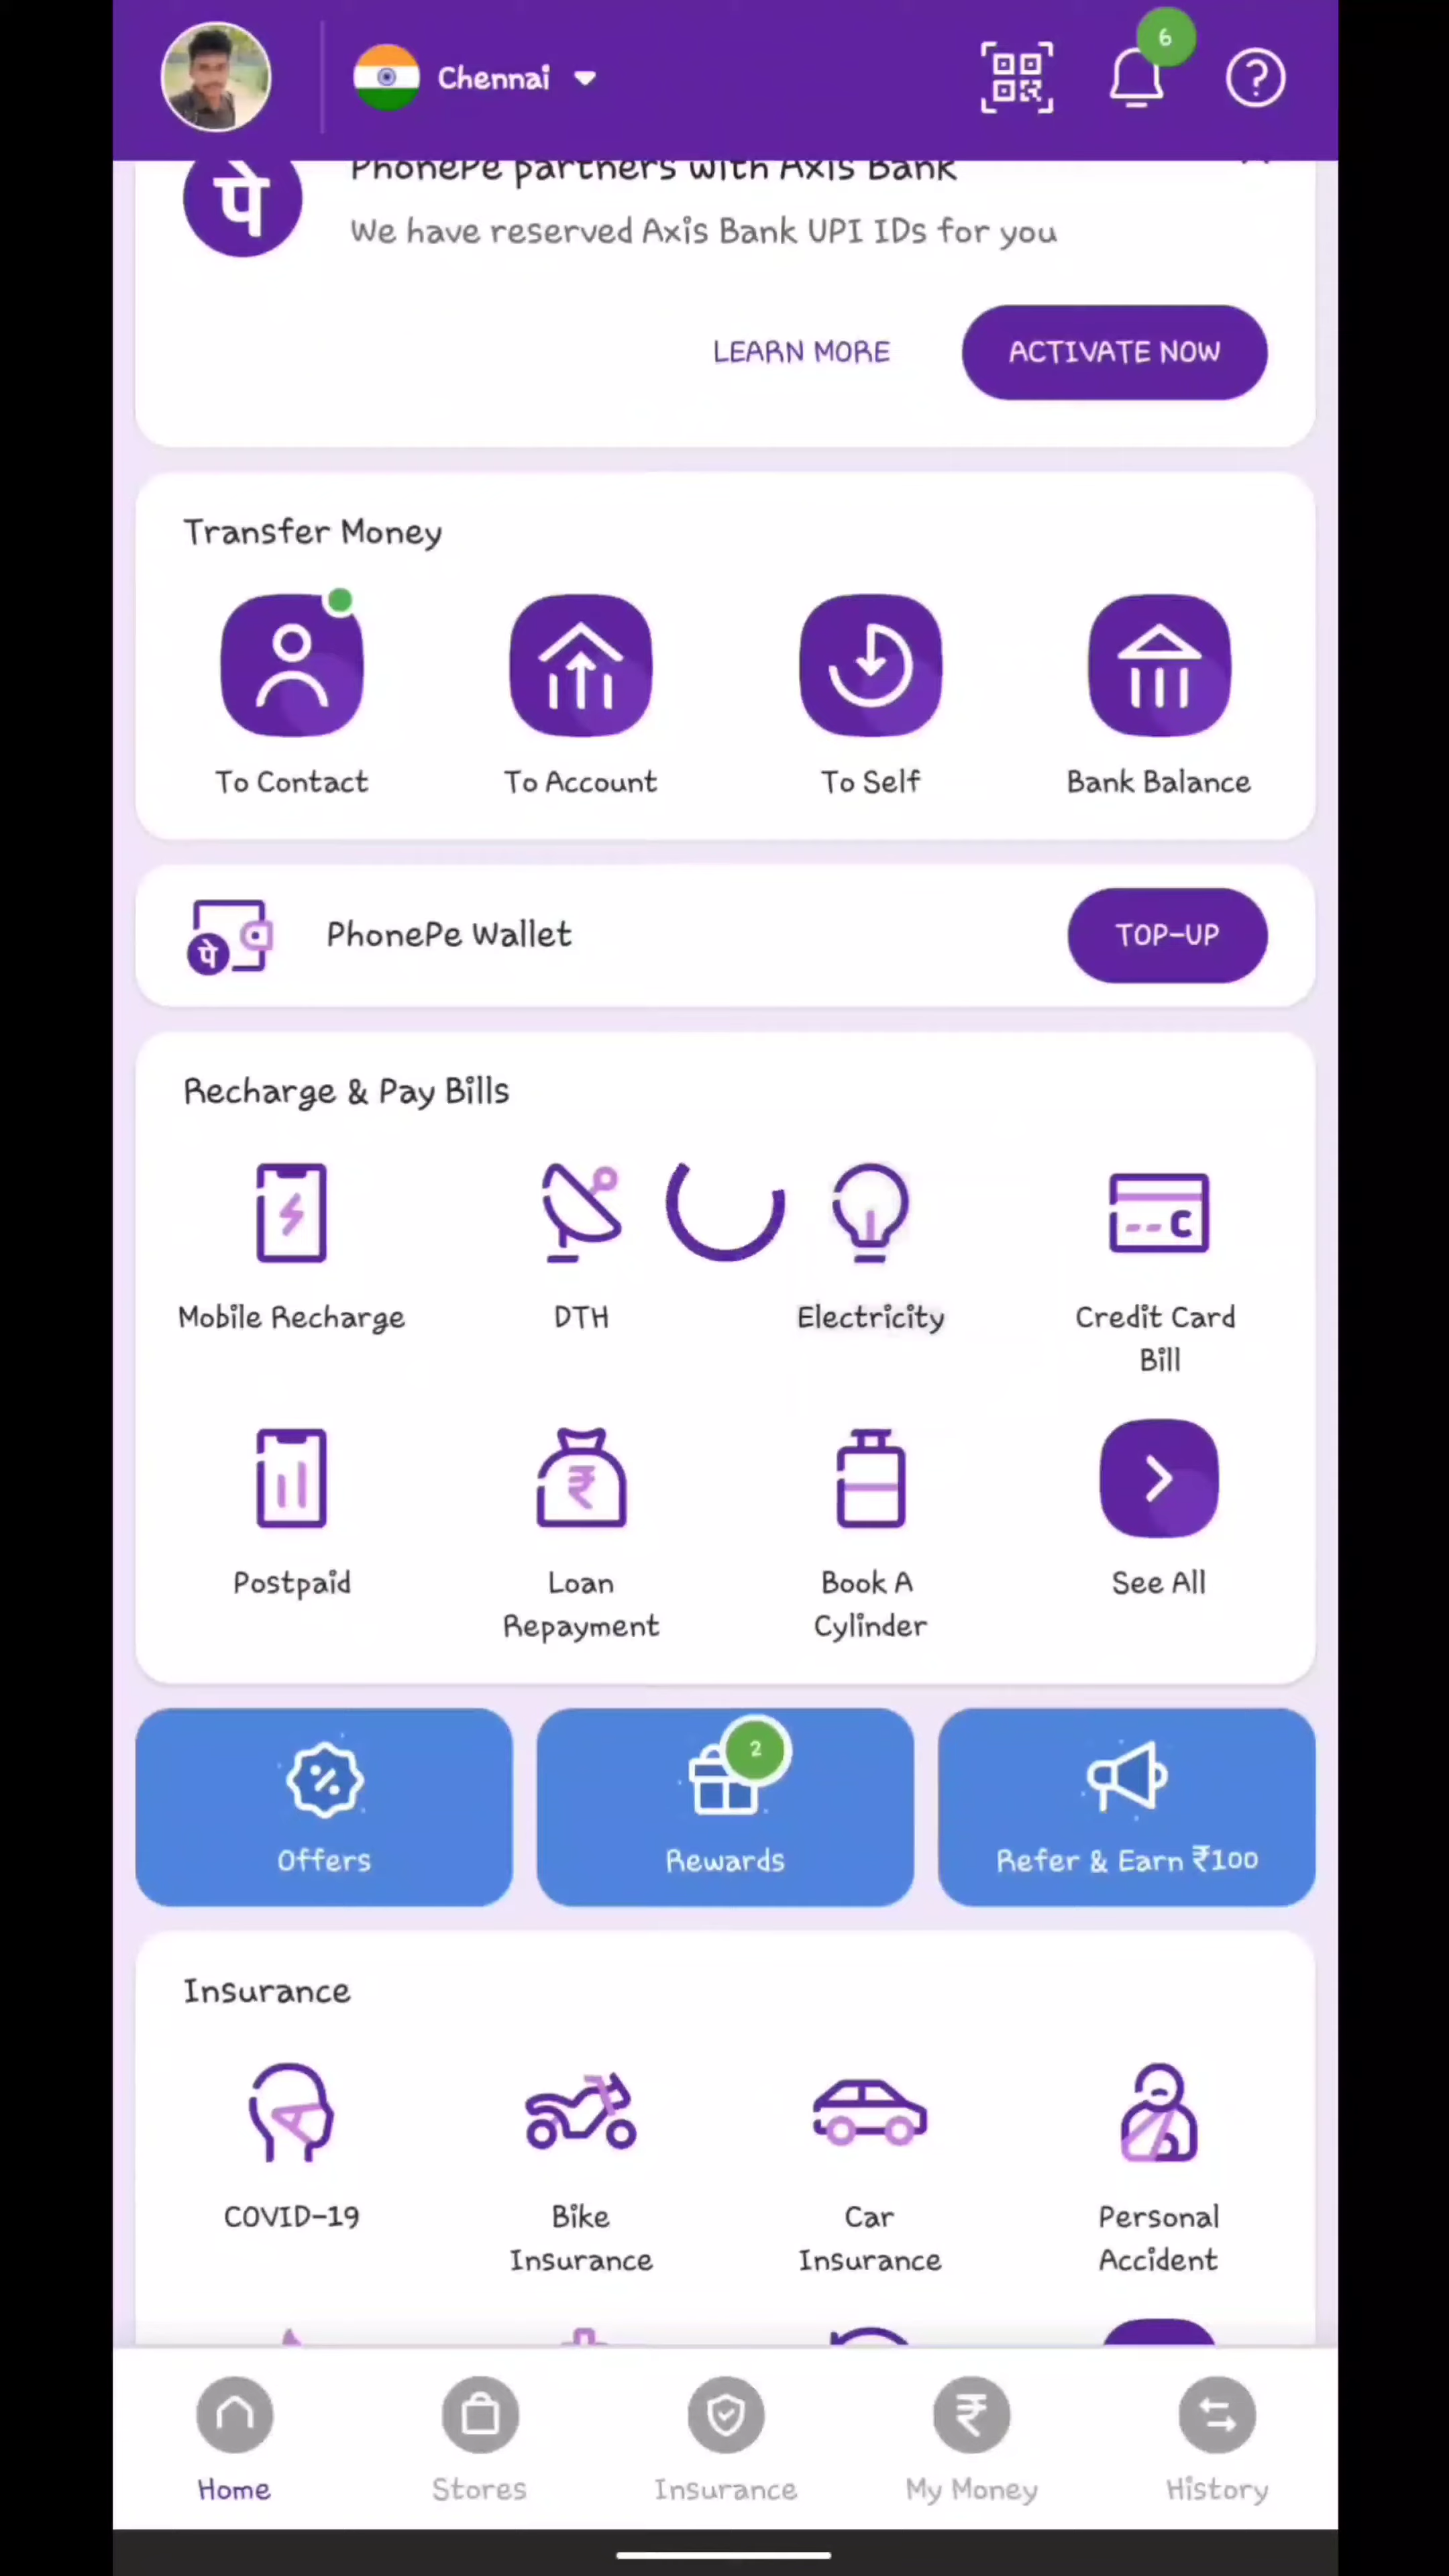 Chennai
6
PhonePe partners with Axis Bank
पे
We have reserved Axis Bank UPI IDs for you
LEARN MORE
ACTIVATE NOW
Transfer Money
To Contact
To Account
To Self
Bank Balance
पे
PhonePe Wallet
TOP-UP
Recharge & Pay Bills
Mobile Recharge
DTH
Electricity
Credit Card
Bill
Postpaid
Loan
Repayment
Book A
Cylinder
See All
Offers
2
Rewards
Refer & Earn ₹100
Insurance
COVID-19
Bike
Insurance
Car
Insurance
Personal
Accident
Home
Stores
Insurance
My Money
History